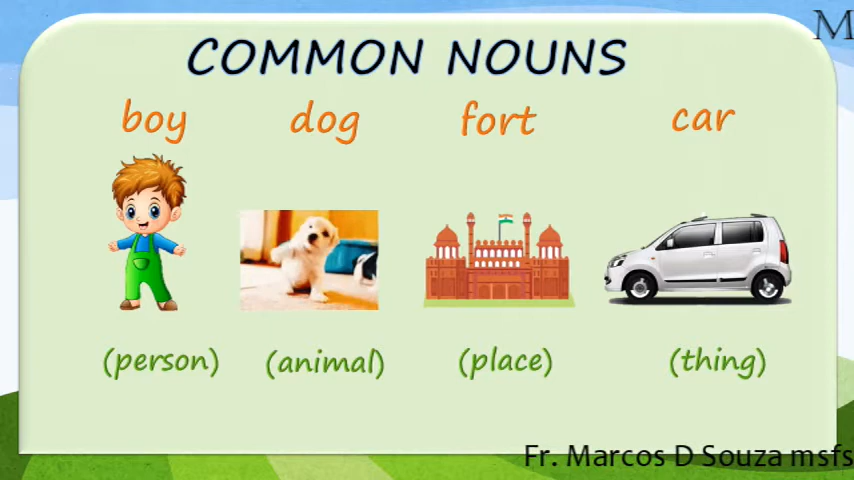 M
COMMON NOUNS
boy dog fort car
(person) (animal) (place) (thing)
Fr. Marcos D Souza msfs